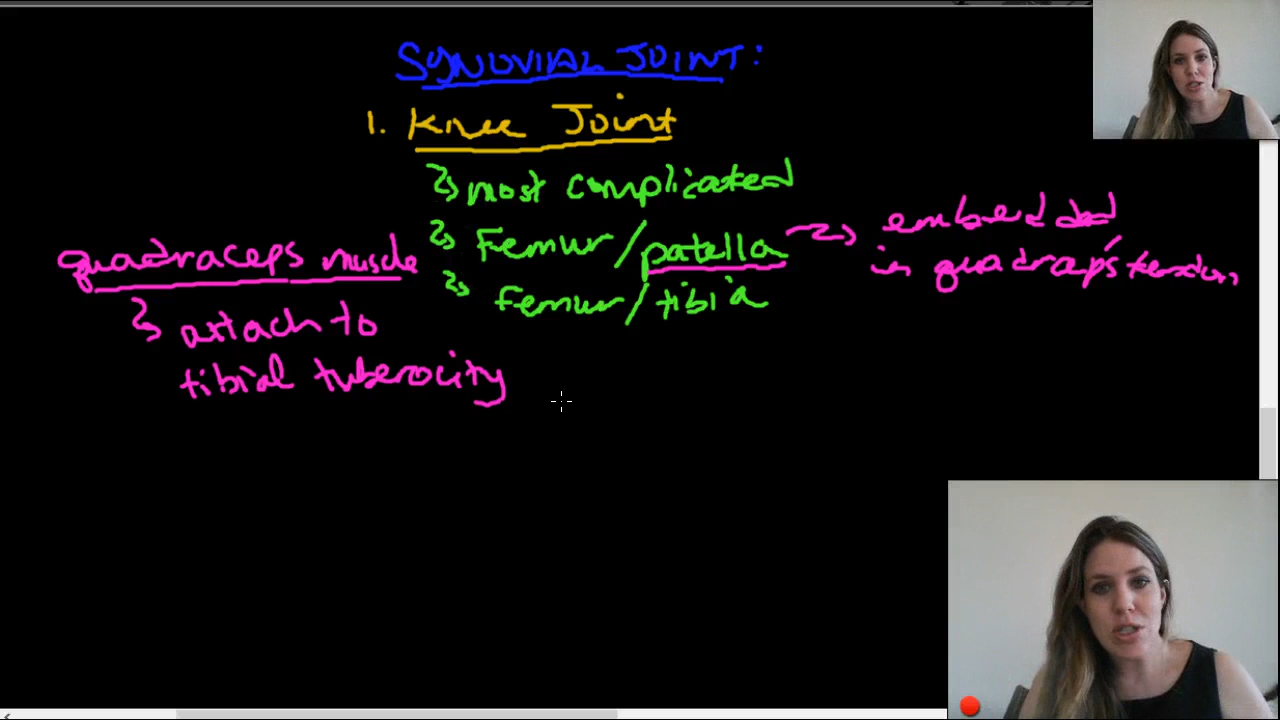 SYNOVIAL JOINT:
1. Knee Joint
most complicated
Femur/patella
embedded
in quadrap's tendon
Femur/tibia
quadraceps muscle
attach to
tibial tuberocity